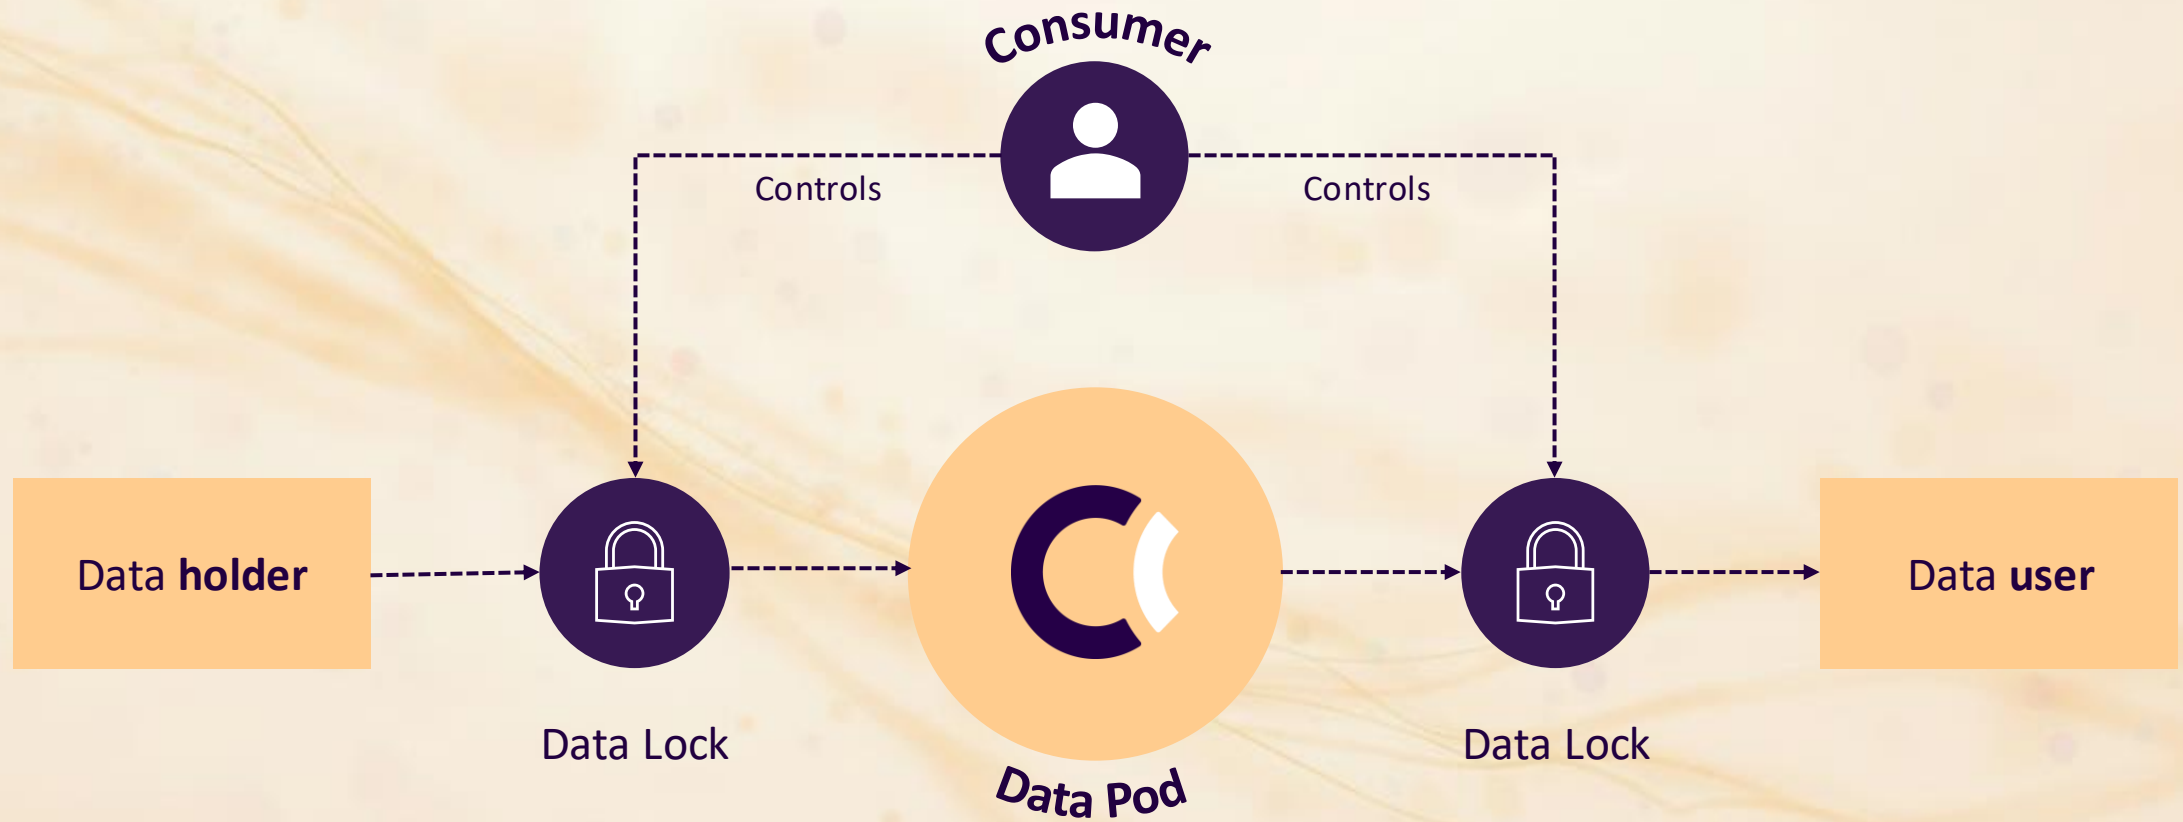 Consumer
Controls
Controls
Data holder
Data user
Data Lock
Data Lock
Data Pod